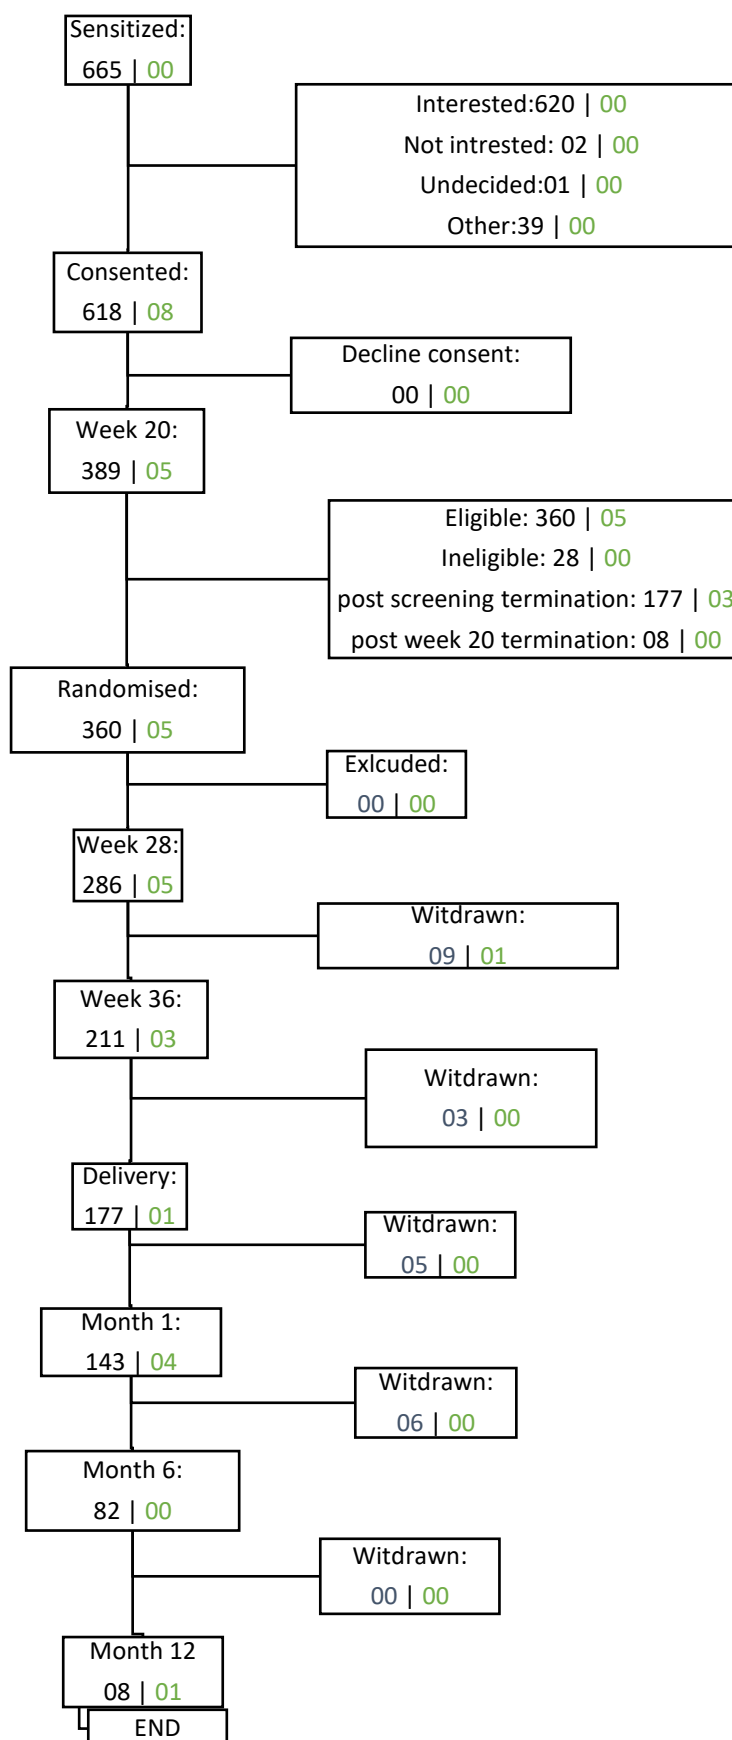 Sensitized:
665 | 00
Interested:620 | 00
Not intrested: 02 | 00
Undecided:01 | 00
Other:39 | 00
Consented:
618 | 08
Decline consent:
00 | 00
Week 20:
389 | 05
Eligible: 360 | 05
Ineligible: 28 | 00
post screening termination: 177 | 03
post week 20 termination: 08 | 00
Randomised:
360 | 05
Exlcuded:
00 | 00
Week 28:
286 | 05
Witdrawn:
09 | 01
Week 36:
211 | 03
Witdrawn:
03 | 00
Delivery:
177 | 01
Witdrawn:
05 | 00
Month 1:
143 | 04
Witdrawn:
06 | 00
Month 6:
82 | 00
Witdrawn:
00 | 00
Month 12
08 | 01
END